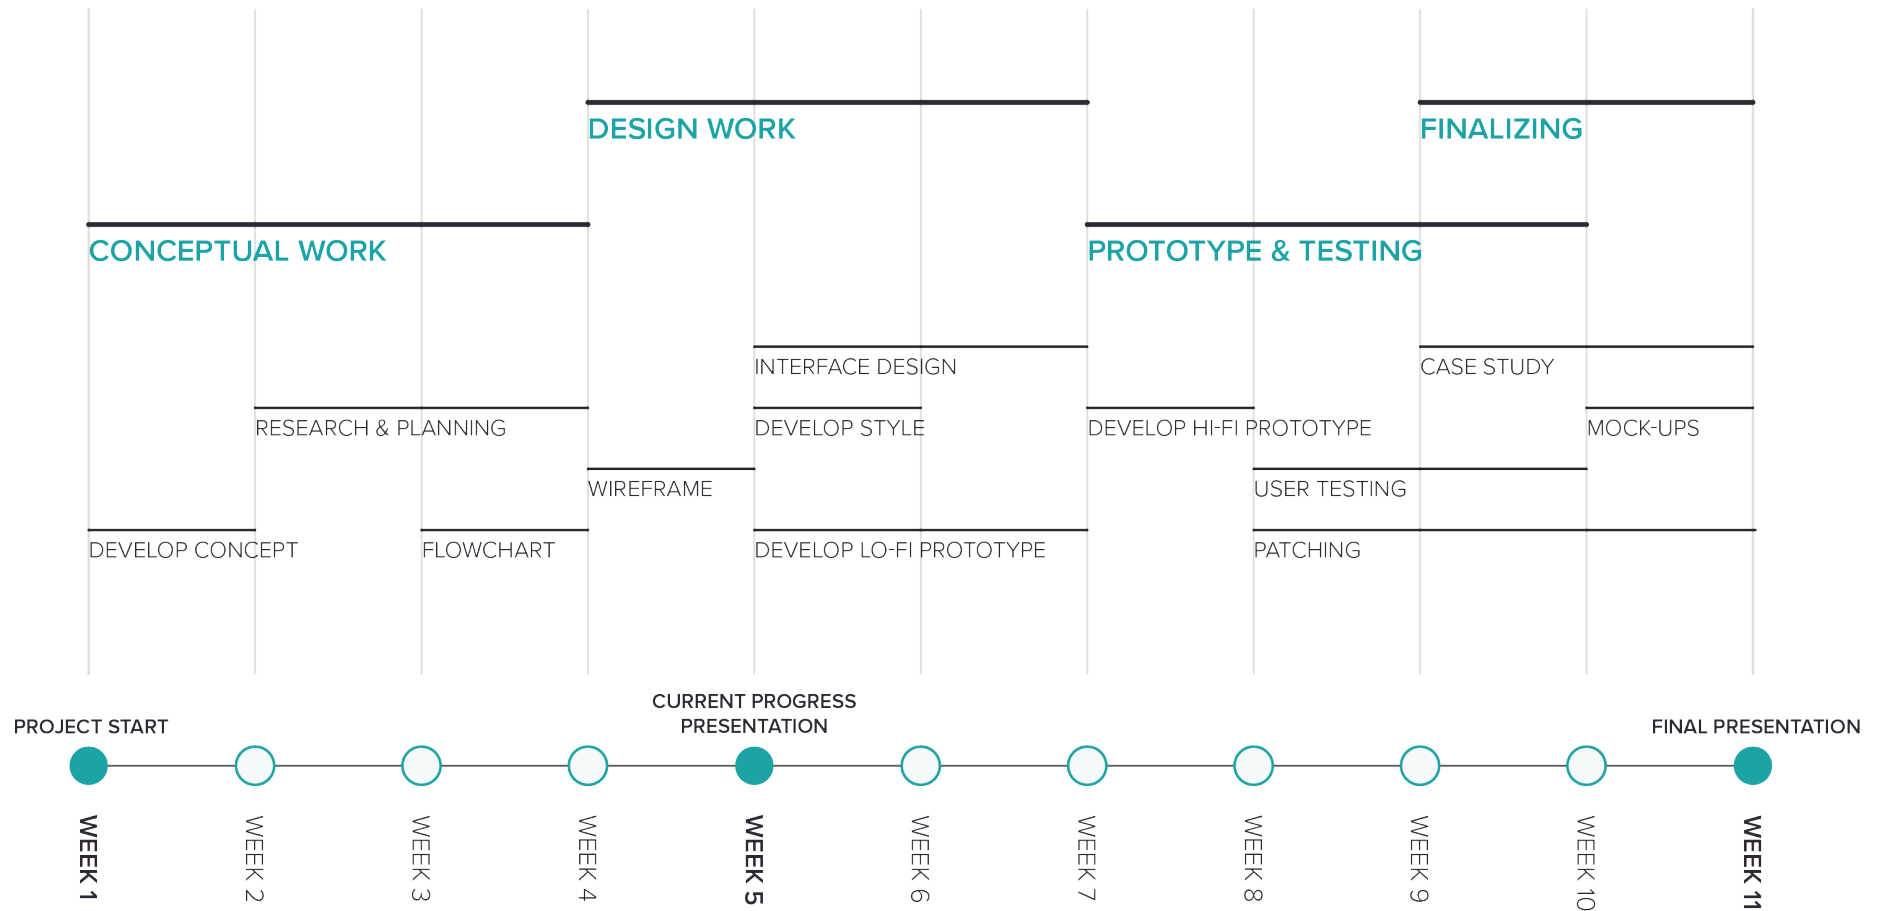 DESIGN WORK
FINALIZING
CONCEPTUAL WORK
PROTOTYPE & TESTING
INTERFACE DESIGN
CASE STUDY
RESEARCH & PLANNING
DEVELOP STYLE
DEVELOP HI-FI PROTOTYPE
MOCK-UPS
WIREFRAME
USER TESTING
DEVELOP CONCEPT
FLOWCHART
DEVELOP LO-FI PROTOTYPE
PATCHING
PROJECT START
CURRENT PROGRESS
PRESENTATION
FINAL PRESENTATION
WEEK 1
WEEK 2
WEEK 3
WEEK 4
WEEK 5
WEEK 6
WEEK 7
WEEK 8
WEEK 9
WEEK 10
WEEK 11